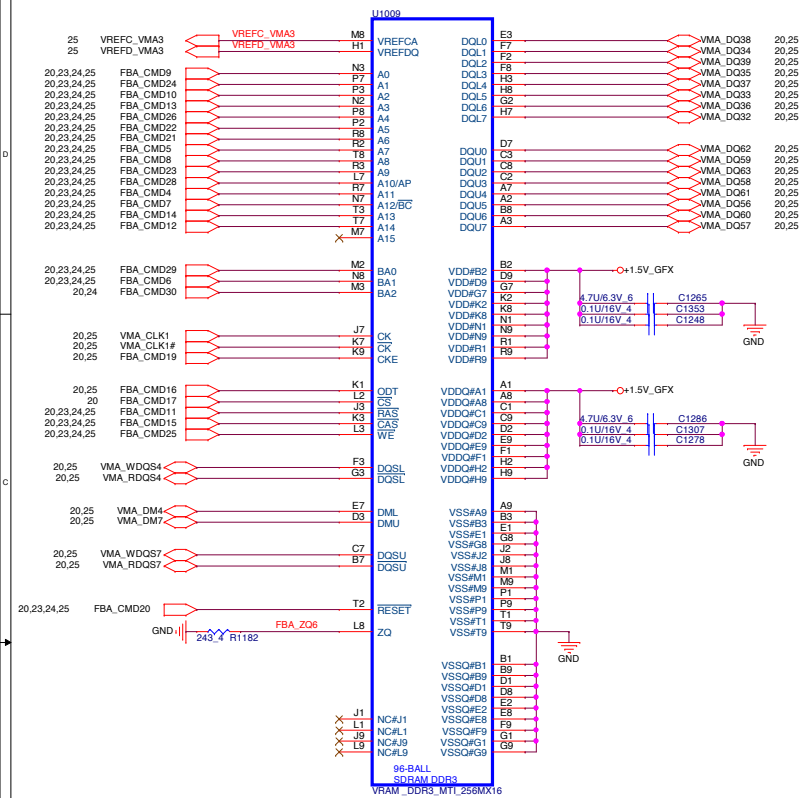 U1009
25 VREFC_VMA3 VREFC_VMA3 M8 VREFCA E3 DQL0 VMA_DQ38 20,25
25 VREFD_VMA3 VREFD_VMA3 H1 VREFDQ F7 DQL1 VMA_DQ34 20,25
F2 DQL2 VMA_DQ39 20,25
20,23,24,25 FBA_CMD9 N3 A0 F8 DQL3 VMA_DQ35 20,25
20,23,24,25 FBA_CMD24 P7 A1 H3 DQL4 VMA_DQ37 20,25
20,23,24,25 FBA_CMD10 P3 A2 H8 DQL5 VMA_DQ33 20,25
20,23,24,25 FBA_CMD13 N2 A3 G2 DQL6 VMA_DQ36 20,25
20,23,24,25 FBA_CMD26 P8 A4 H7 DQL7 VMA_DQ32 20,25
20,23,24,25 FBA_CMD22 P2 A5
20,23,24,25 FBA_CMD21 R8 A6
20,23,24,25 FBA_CMD5 R2 A7 D7 DQU0 VMA_DQ62 20,25
D
20,23,24,25 FBA_CMD8 T8 A8 C3 DQU1 VMA_DQ59 20,25
20,23,24,25 FBA_CMD23 R3 A9 C8 DQU2 VMA_DQ63 20,25
20,23,24,25 FBA_CMD28 L7 A10/AP C2 DQU3 VMA_DQ58 20,25
20,23,24,25 FBA_CMD4 R7 A11 A7 DQU4 VMA_DQ61 20,25
20,23,24,25 FBA_CMD7 N7 A12/BC A2 DQU5 VMA_DQ56 20,25
20,23,24,25 FBA_CMD14 T3 A13 B8 DQU6 VMA_DQ60 20,25
20,23,24,25 FBA_CMD12 T7 A14 A3 DQU7 VMA_DQ57 20,25
M7 A15
20,23,24,25 FBA_CMD29 M2 BA0 B2 VDD#B2 +1.5V_GFX
20,23,24,25 FBA_CMD6 N8 BA1 D9 VDD#D9
20,24 FBA_CMD30 M3 BA2 G7 VDD#G7
K2 VDD#K2 4.7U/6.3V_6 C1265
K8 VDD#K8 0.1U/16V_4 C1353
N1 VDD#N1 0.1U/16V_4 C1248
20,25 VMA_CLK1 J7 CK N9 VDD#N9
20,25 VMA_CLK1# K7 CK R1 VDD#R1 GND
20,25 FBA_CMD19 K9 CKE R9 VDD#R9
20,25 FBA_CMD16 K1 ODT A1 VDDQ#A1 +1.5V_GFX
20 FBA_CMD17 L2 CS A8 VDDQ#A8
20,23,24,25 FBA_CMD11 J3 RAS C1 VDDQ#C1
20,23,24,25 FBA_CMD15 K3 CAS C9 VDDQ#C9 4.7U/6.3V_6 C1286
20,23,24,25 FBA_CMD25 L3 WE D2 VDDQ#D2 0.1U/16V_4 C1307
E9 VDDQ#E9 0.1U/16V_4 C1278
F1 VDDQ#F1
20,25 VMA_WDQS4 F3 DQSL H2 VDDQ#H2 GND
20,25 VMA_RDQS4 G3 DQSL H9 VDDQ#H9
C
20,25 VMA_DM4 E7 DML A9 VSS#A9
20,25 VMA_DM7 D3 DMU B3 VSS#B3
E1 VSS#E1
G8 VSS#G8
20,25 VMA_WDQS7 C7 DQSU J2 VSS#J2
20,25 VMA_RDQS7 B7 DQSU J8 VSS#J8
M1 VSS#M1
M9 VSS#M9
P1 VSS#P1
20,23,24,25 FBA_CMD20 T2 RESET P9 VSS#P9
T1 VSS#T1
GND 243_4 R1182 FBA_ZQ6 L8 ZQ T9 VSS#T9
GND
B1 VSSQ#B1
B9 VSSQ#B9
D1 VSSQ#D1
D8 VSSQ#D8
E2 VSSQ#E2
J1 NC#J1 E8 VSSQ#E8
L1 NC#L1 F9 VSSQ#F9
J9 NC#J9 G1 VSSQ#G1
L9 NC#L9 G9 VSSQ#G9
96-BALL
SDRAM DDR3
VRAM _DDR3_MTI_256MX16